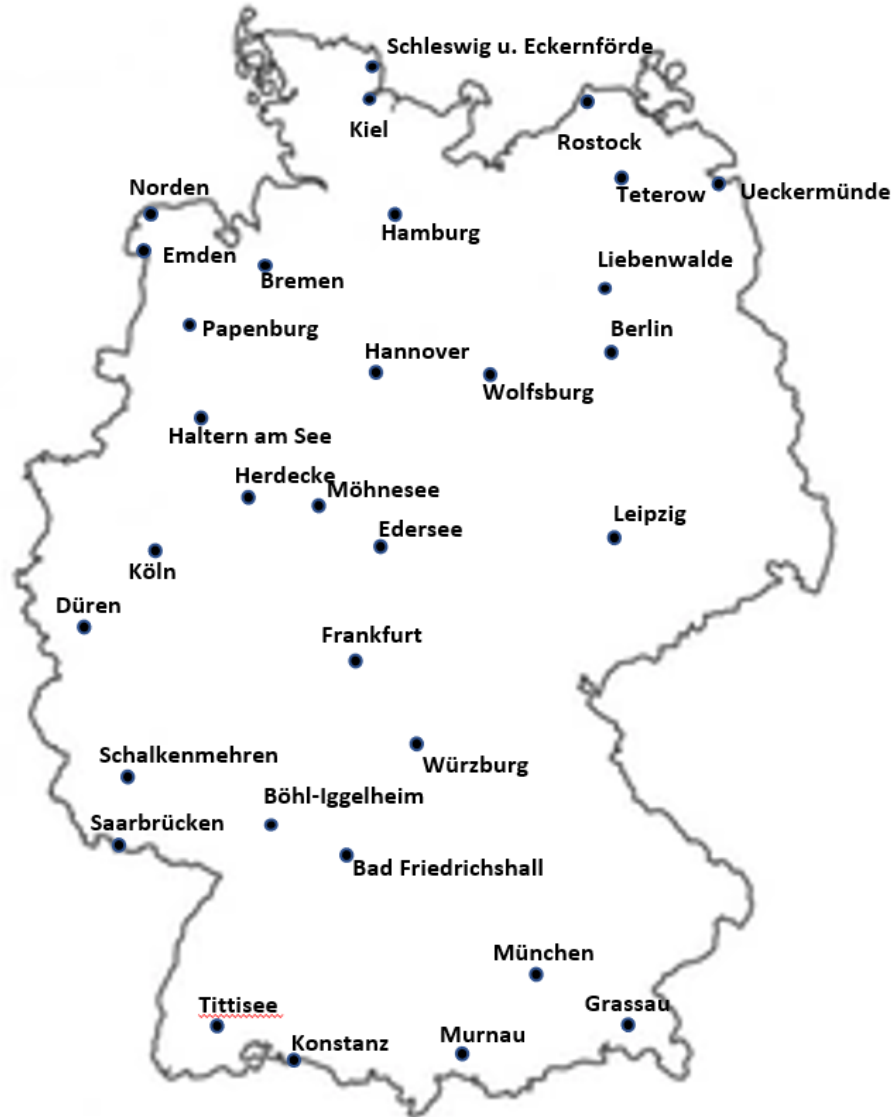 Schleswig u. Eckernförde
Kiel
Rostock
Norden
Teterow
Ueckermünde
Hamburg
Emden
Liebenwalde
Bremen
Papenburg
Berlin
Hannover
Wolfsburg
Haltern am See
Herdecke
Möhnesee
Leipzig
Edersee
Köln
Düren
Frankfurt
Schalkenmehren
Würzburg
Böhl-Iggelheim
Saarbrücken
Bad Friedrichshall
München
Tittisee
Grassau
Murnau
Konstanz